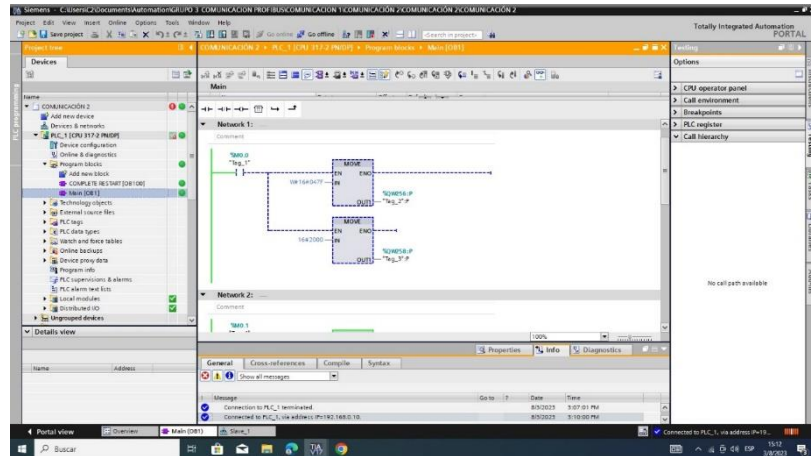 Siemens - C:\Users\C2\Documents\Automation\GRUPO 3 COMUNICACION PROFIBUS\COMUNICACIÓN 1\COMUNICACIÓN 2\COMUNICACIÓN 2\COMUNICACIÓN 2
Project Edit View Insert Online Options Tools Window Help
Totally Integrated Automation
PORTAL
Save project
Go online
Go offline
<Search in project>
Project tree
COMUNICACIÓN 2 PLC_1 [CPU 317-2 PN/DP] Program blocks Main [OB1]
Testing
Devices
Options
Main
Name
COMUNICACIÓN 2
Add new device
Devices & networks
PLC_1 [CPU 317-2 PN/DP]
Device configuration
Online & diagnostics
Program blocks
Add new block
COMPLETE RESTART [OB100]
Main [OB1]
Technology objects
External source files
PLC tags
PLC data types
Watch and force tables
Online backups
Device proxy data
Program info
PLC supervisions & alarms
PLC alarm text lists
Local modules
Distributed I/O
Ungrouped devices
Details view
Name Address
Network 1:
Comment
%M0.0
"Tag_1"
MOVE
EN ENO
W#16#047F IN
%QW056:P
OUT1 "Tag_2":P
MOVE
EN ENO
16#2000 IN
%QW058:P
OUT1 "Tag_3":P
Network 2:
Comment
%M0.1
100%
CPU operator panel
Call environment
Breakpoints
PLC register
Call hierarchy
No call path available
Properties Info Diagnostics
General Cross-references Compile Syntax
Show all messages
! Message Go to ? Date Time
Connection to PLC_1 terminated. 8/3/2023 3:07:01 PM
Connected to PLC_1, via address IP=192.168.0.10. 8/3/2023 3:10:00 PM
Portal view Overview Main (OB1) Slave_1
Connected to PLC_1, via address IP=19...
Buscar
ESP
15:12
3/8/2023